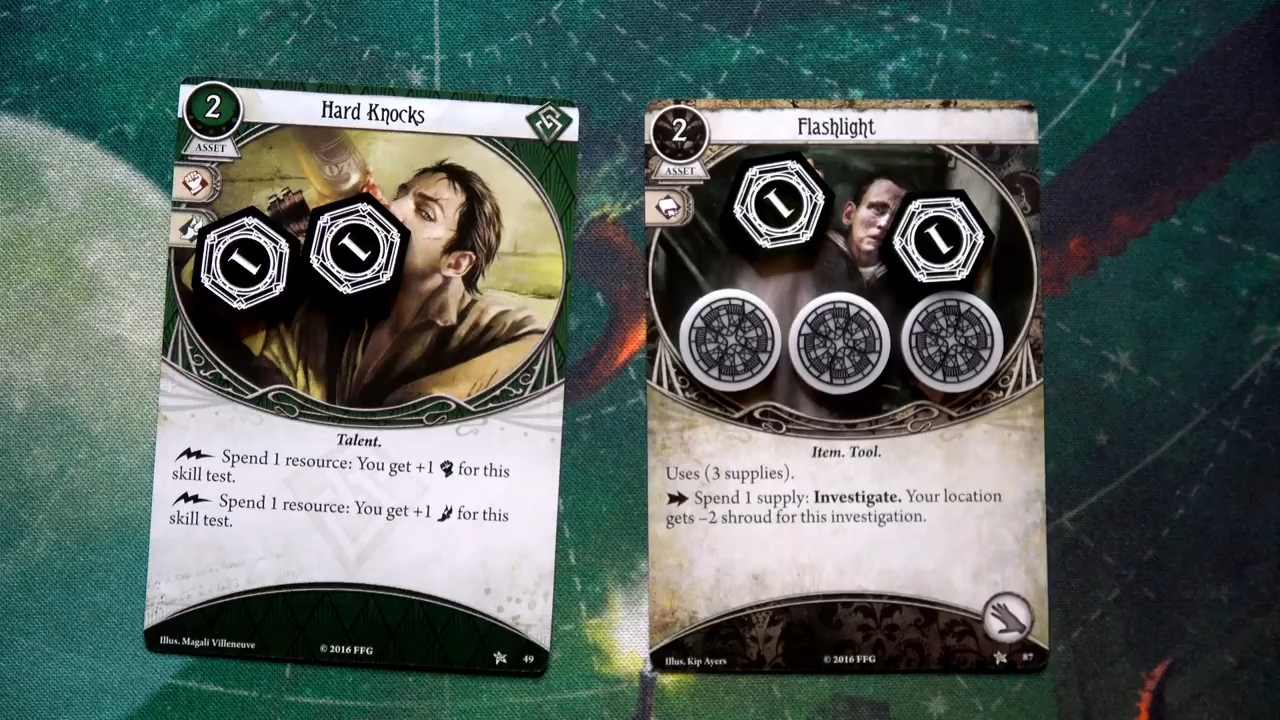 2
Hard Knocks
ASSET
Talent.
Spend 1 resource: You get +1 for this
skill test.
Spend 1 resource: You get +1 for this
skill test.
Illus. Magali Villeneuve
© 2016 FFG
49
2
Flashlight
ASSET
I
I
I
I
Item. Tool.
Uses (3 supplies).
Spend 1 supply: Investigate. Your location
gets –2 shroud for this investigation.
Illus. Kip Ayers
© 2016 FFG
87